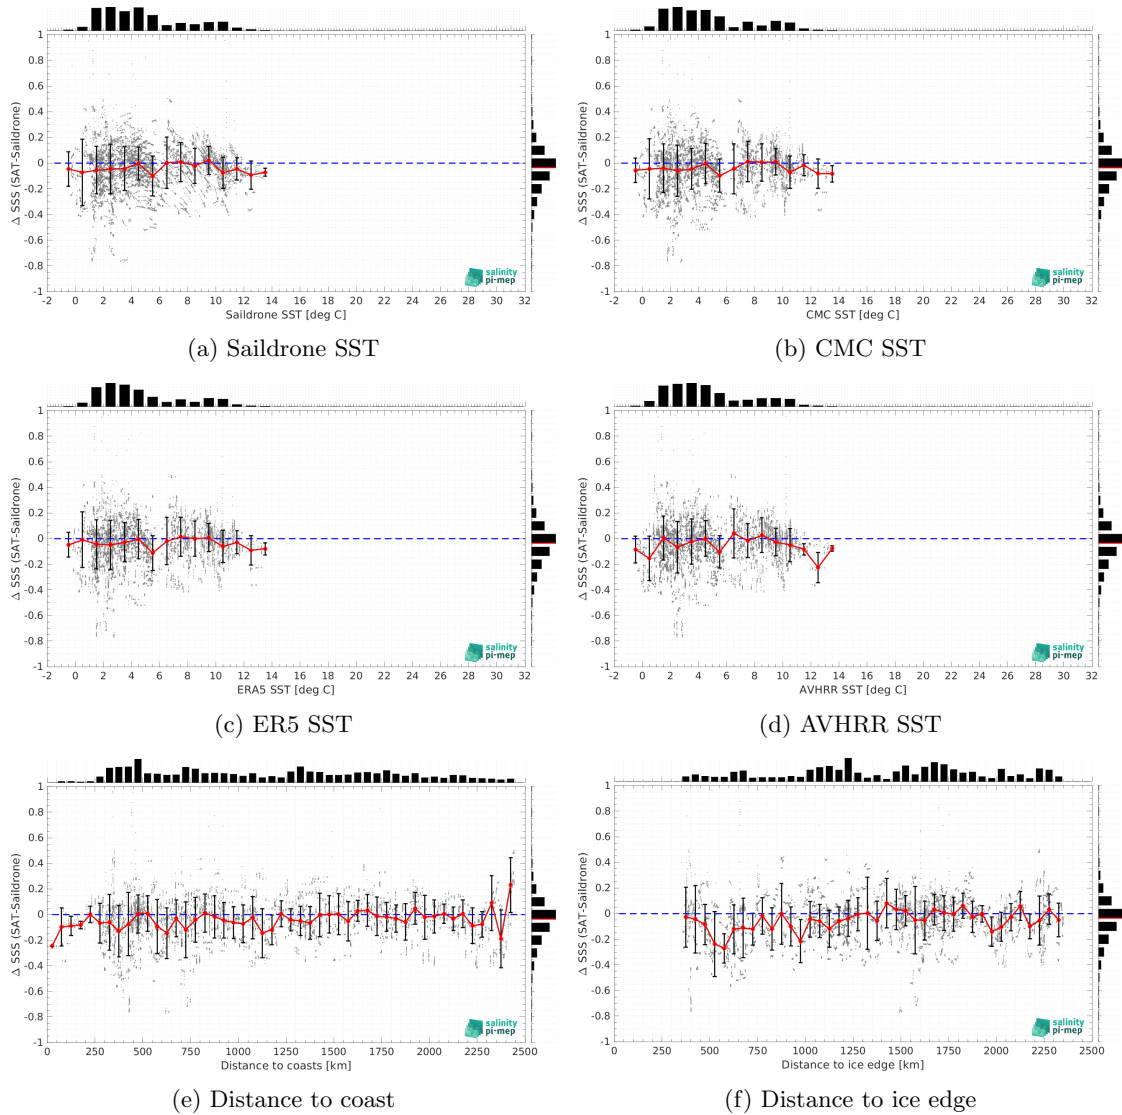 1
0.8
0.6
0.4
0.2
0
-0.2
-0.4
-0.6
-0.8
-1
Δ SSS (SAT-Saildrone)
salinity
pi-mep
-2 0 2 4 6 8 10 12 14 16 18 20 22 24 26 28 30 32
Saildrone SST [deg C]
(a) Saildrone SST
1
0.8
0.6
0.4
0.2
0
-0.2
-0.4
-0.6
-0.8
-1
Δ SSS (SAT-Saildrone)
salinity
pi-mep
-2 0 2 4 6 8 10 12 14 16 18 20 22 24 26 28 30 32
CMC SST [deg C]
(b) CMC SST
1
0.8
0.6
0.4
0.2
0
-0.2
-0.4
-0.6
-0.8
-1
Δ SSS (SAT-Saildrone)
salinity
pi-mep
-2 0 2 4 6 8 10 12 14 16 18 20 22 24 26 28 30 32
ERA5 SST [deg C]
(c) ER5 SST
1
0.8
0.6
0.4
0.2
0
-0.2
-0.4
-0.6
-0.8
-1
Δ SSS (SAT-Saildrone)
salinity
pi-mep
-2 0 2 4 6 8 10 12 14 16 18 20 22 24 26 28 30 32
AVHRR SST [deg C]
(d) AVHRR SST
1
0.8
0.6
0.4
0.2
0
-0.2
-0.4
-0.6
-0.8
-1
Δ SSS (SAT-Saildrone)
salinity
pi-mep
0 250 500 750 1000 1250 1500 1750 2000 2250 2500
Distance to coasts [km]
(e) Distance to coast
1
0.8
0.6
0.4
0.2
0
-0.2
-0.4
-0.6
-0.8
-1
Δ SSS (SAT-Saildrone)
salinity
pi-mep
0 250 500 750 1000 1250 1500 1750 2000 2250 2500
Distance to ice edge [km]
(f) Distance to ice edge